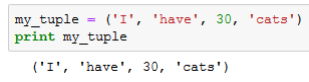 my_tuple = ('I', 'have', 30, 'cats')
print my_tuple
('I', 'have', 30, 'cats')